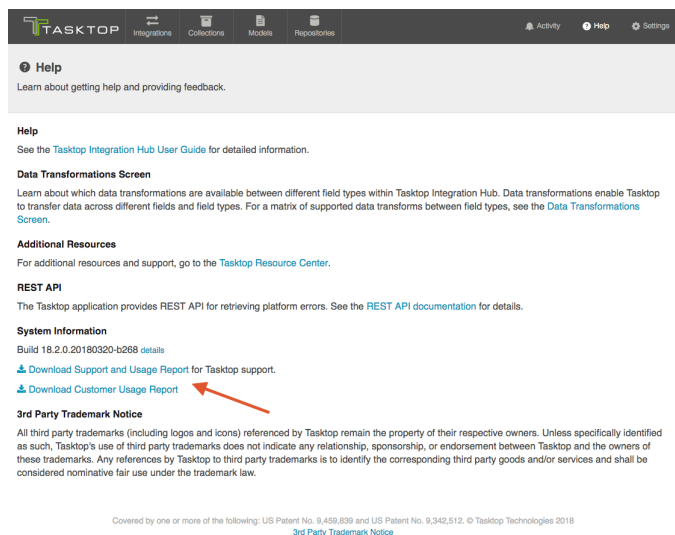 TASKTOP
Integrations Collections Models Repositories
Activity Help Settings
Help
Learn about getting help and providing feedback.
Help
See the Tasktop Integration Hub User Guide for detailed information.
Data Transformations Screen
Learn about which data transformations are available between different field types within Tasktop Integration Hub. Data transformations enable Tasktop
to transfer data across different fields and field types. For a matrix of supported data transforms between field types, see the Data Transformations
Screen.
Additional Resources
For additional resources and support, go to the Tasktop Resource Center.
REST API
The Tasktop application provides REST API for retrieving platform errors. See the REST API documentation for details.
System Information
Build 18.2.0.20180320-b268 details
Download Support and Usage Report for Tasktop support.
Download Customer Usage Report
3rd Party Trademark Notice
All third party trademarks (including logos and icons) referenced by Tasktop remain the property of their respective owners. Unless specifically identified
as such, Tasktop's use of third party trademarks does not indicate any relationship, sponsorship, or endorsement between Tasktop and the owners of
these trademarks. Any references by Tasktop to third party trademarks is to identify the corresponding third party goods and/or services and shall be
considered nominative fair use under the trademark law.
Covered by one or more of the following: US Patent No. 9,459,839 and US Patent No. 9,342,512. © Tasktop Technologies 2018
3rd Party Trademark Notice